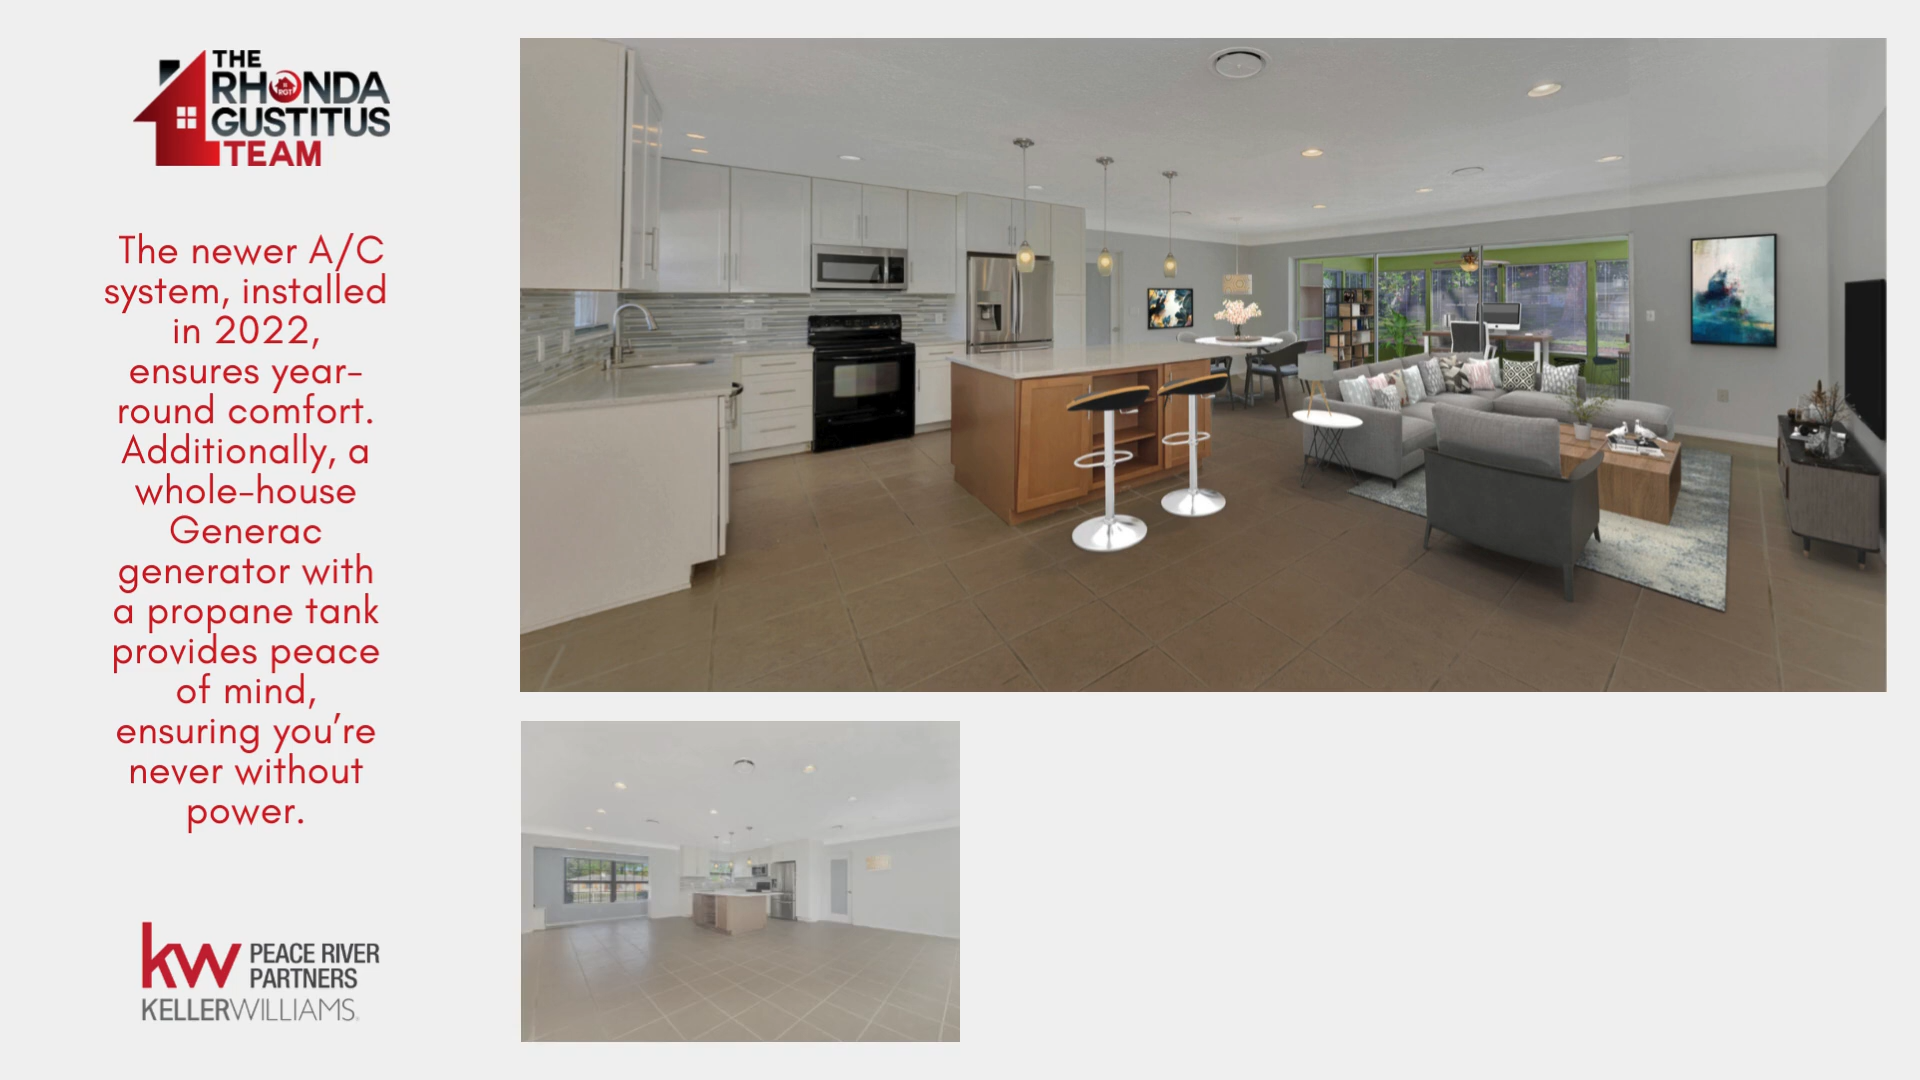 THE
RHONDA
RGT
GUSTITUS
TEAM
The newer A/C
system, installed
in 2022,
ensures year-
round comfort.
Additionally, a
whole-house
Generac
generator with
a propane tank
provides peace
of mind,
ensuring you’re
never without
power.
kw PEACE RIVER
PARTNERS
KELLERWILLIAMS.